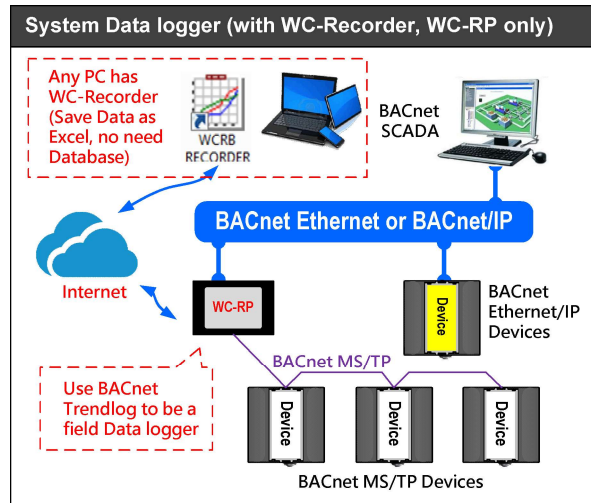 System Data logger (with WC-Recorder, WC-RP only)
Any PC has
WC-Recorder
(Save Data as
Excel, no need
Database)
WCRB
RECORDER
BACnet
SCADA
BACnet Ethernet or BACnet/IP
Internet
WC-RP
Device
BACnet
Ethernet/IP
Devices
BACnet MS/TP
Use BACnet
Trendlog to be a
field Data logger
Device
Device
Device
BACnet MS/TP Devices